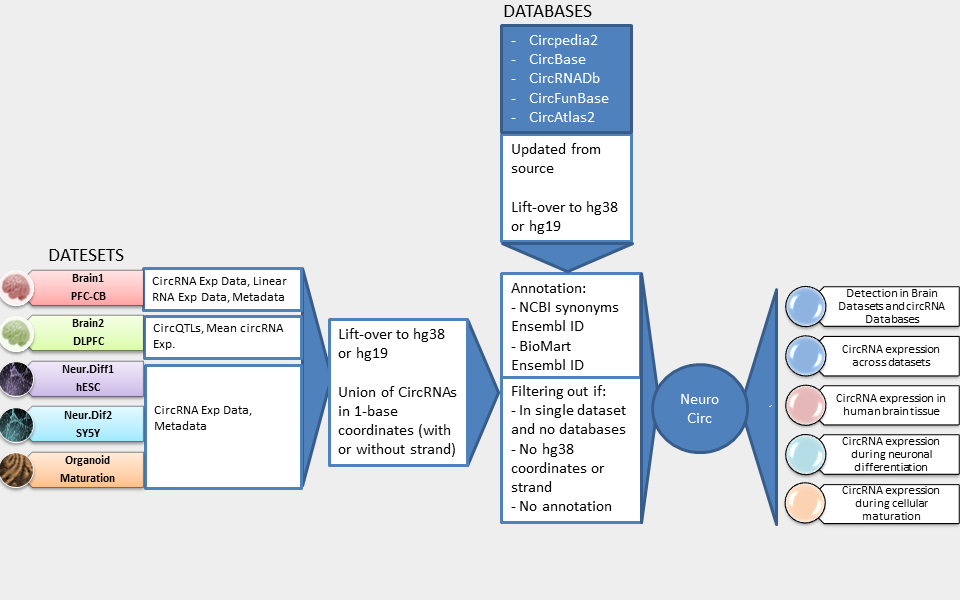 DATABASES
- Circpedia2
- CircBase
- CircRNADb
- CircFunBase
- CircAtlas2
Updated from
source
Lift-over to hg38
or hg19
DATESETS
Brain1
PFC-CB
CircRNA Exp Data, Linear
RNA Exp Data, Metadata
Brain2
DLPFC
CircQTLs, Mean circRNA
Exp.
Neur.Diff1
hESC
Neur.Dif2
SY5Y
Organoid
Maturation
CircRNA Exp Data,
Metadata
Lift-over to hg38
or hg19
Union of CircRNAs
in 1-base
coordinates (with
or without strand)
Annotation:
- NCBI synonyms
Ensembl ID
- BioMart
Ensembl ID
Filtering out if:
- In single dataset
and no databases
- No hg38
coordinates or
strand
- No annotation
Neuro
Circ
Detection in Brain
Datasets and circRNA
Databases
CircRNA expression
across datasets
CircRNA expression in
human brain tissue
CircRNA expression
during neuronal
differentiation
CircRNA expression
during cellular
maturation